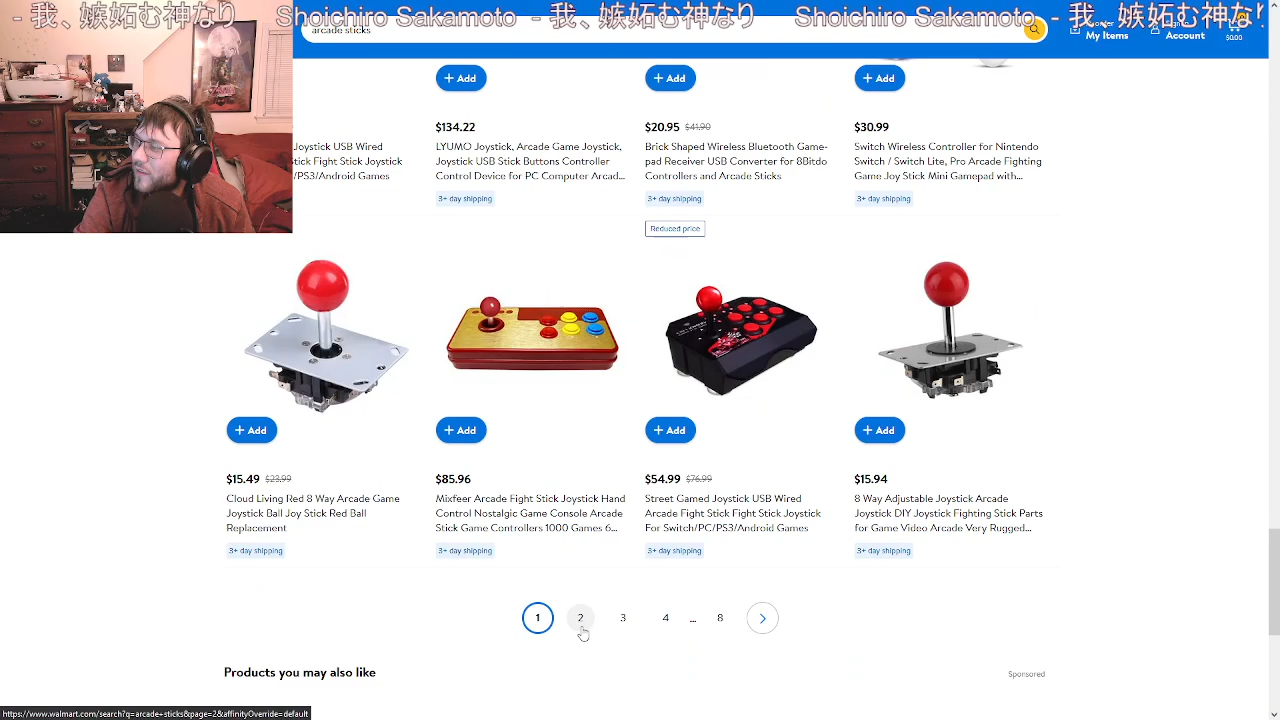 - 我、嫉妬む神なり Shoichiro Sakamoto - 我、嫉妬む神なり Shoichiro Sakamoto - 我、嫉妬む神なり
arcade sticks
My Items
Account
$0.00
+ Add
+ Add
+ Add
Joystick USB Wired
tick Fight Stick Joystick
/PS3/Android Games
$134.22
LYUMO Joystick, Arcade Game Joystick,
Joystick USB Stick Buttons Controller
Control Device for PC Computer Arcad...
3+ day shipping
$20.95 $41.90
Brick Shaped Wireless Bluetooth Game-
pad Receiver USB Converter for 8Bitdo
Controllers and Arcade Sticks
3+ day shipping
$30.99
Switch Wireless Controller for Nintendo
Switch / Switch Lite, Pro Arcade Fighting
Game Joy Stick Mini Gamepad with...
3+ day shipping
Reduced price
+ Add
+ Add
+ Add
+ Add
$15.49 $23.99
Cloud Living Red 8 Way Arcade Game
Joystick Ball Joy Stick Red Ball
Replacement
3+ day shipping
$85.96
Mixfeer Arcade Fight Stick Joystick Hand
Control Nostalgic Game Console Arcade
Stick Game Controllers 1000 Games 6...
3+ day shipping
$54.99 $76.99
Street Gamed Joystick USB Wired
Arcade Fight Stick Fight Stick Joystick
For Switch/PC/PS3/Android Games
3+ day shipping
$15.94
8 Way Adjustable Joystick Arcade
Joystick DIY Joystick Fighting Stick Parts
for Game Video Arcade Very Rugged...
3+ day shipping
1 2 3 4 ... 8
Products you may also like
Sponsored
https://www.walmart.com/search?q=arcade+sticks&page=2&affinityOverride=default